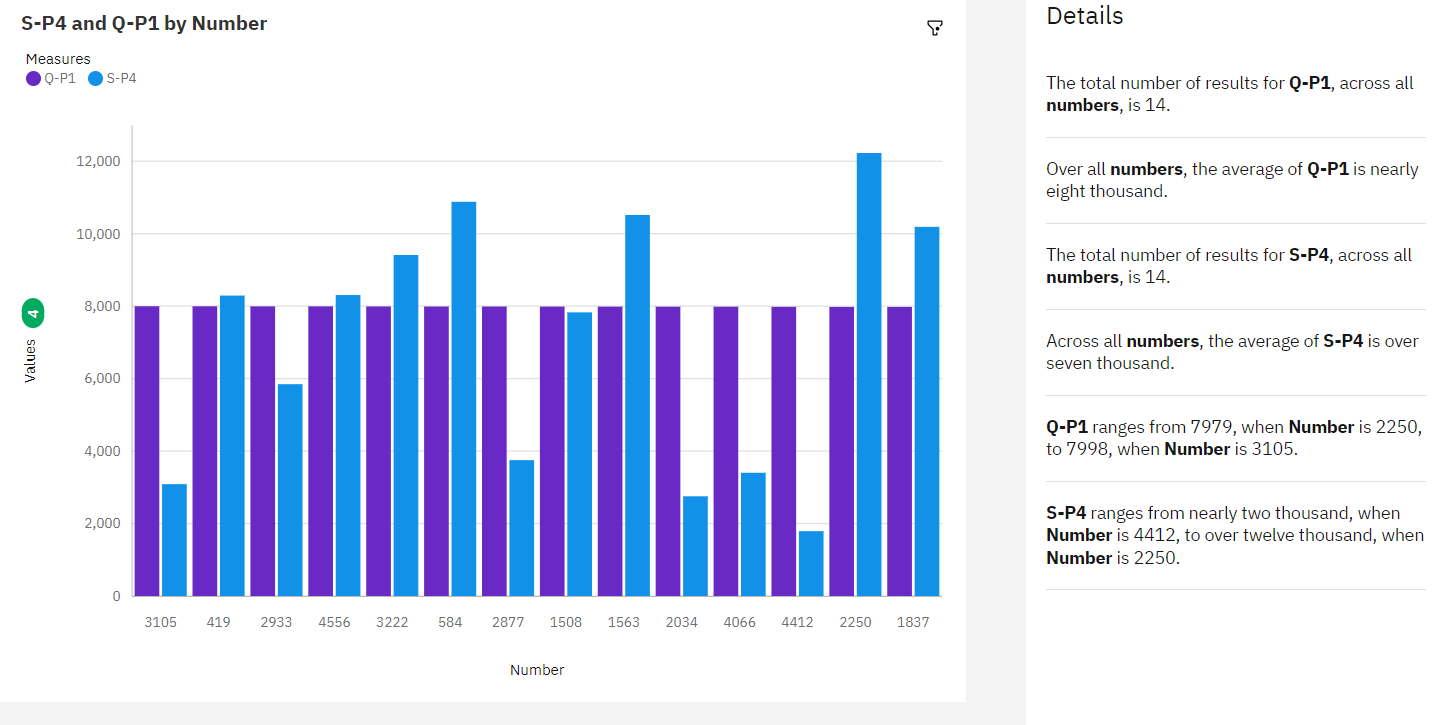 S-P4 and Q-P1 by Number
Measures
Q-P1 S-P4
12,000
10,000
8,000
6,000
4,000
2,000
0
Values 4
3105 419 2933 4556 3222 584 2877 1508 1563 2034 4066 4412 2250 1837
Number
Details
The total number of results for Q-P1, across all
numbers, is 14.
Over all numbers, the average of Q-P1 is nearly
eight thousand.
The total number of results for S-P4, across all
numbers, is 14.
Across all numbers, the average of S-P4 is over
seven thousand.
Q-P1 ranges from 7979, when Number is 2250,
to 7998, when Number is 3105.
S-P4 ranges from nearly two thousand, when
Number is 4412, to over twelve thousand, when
Number is 2250.